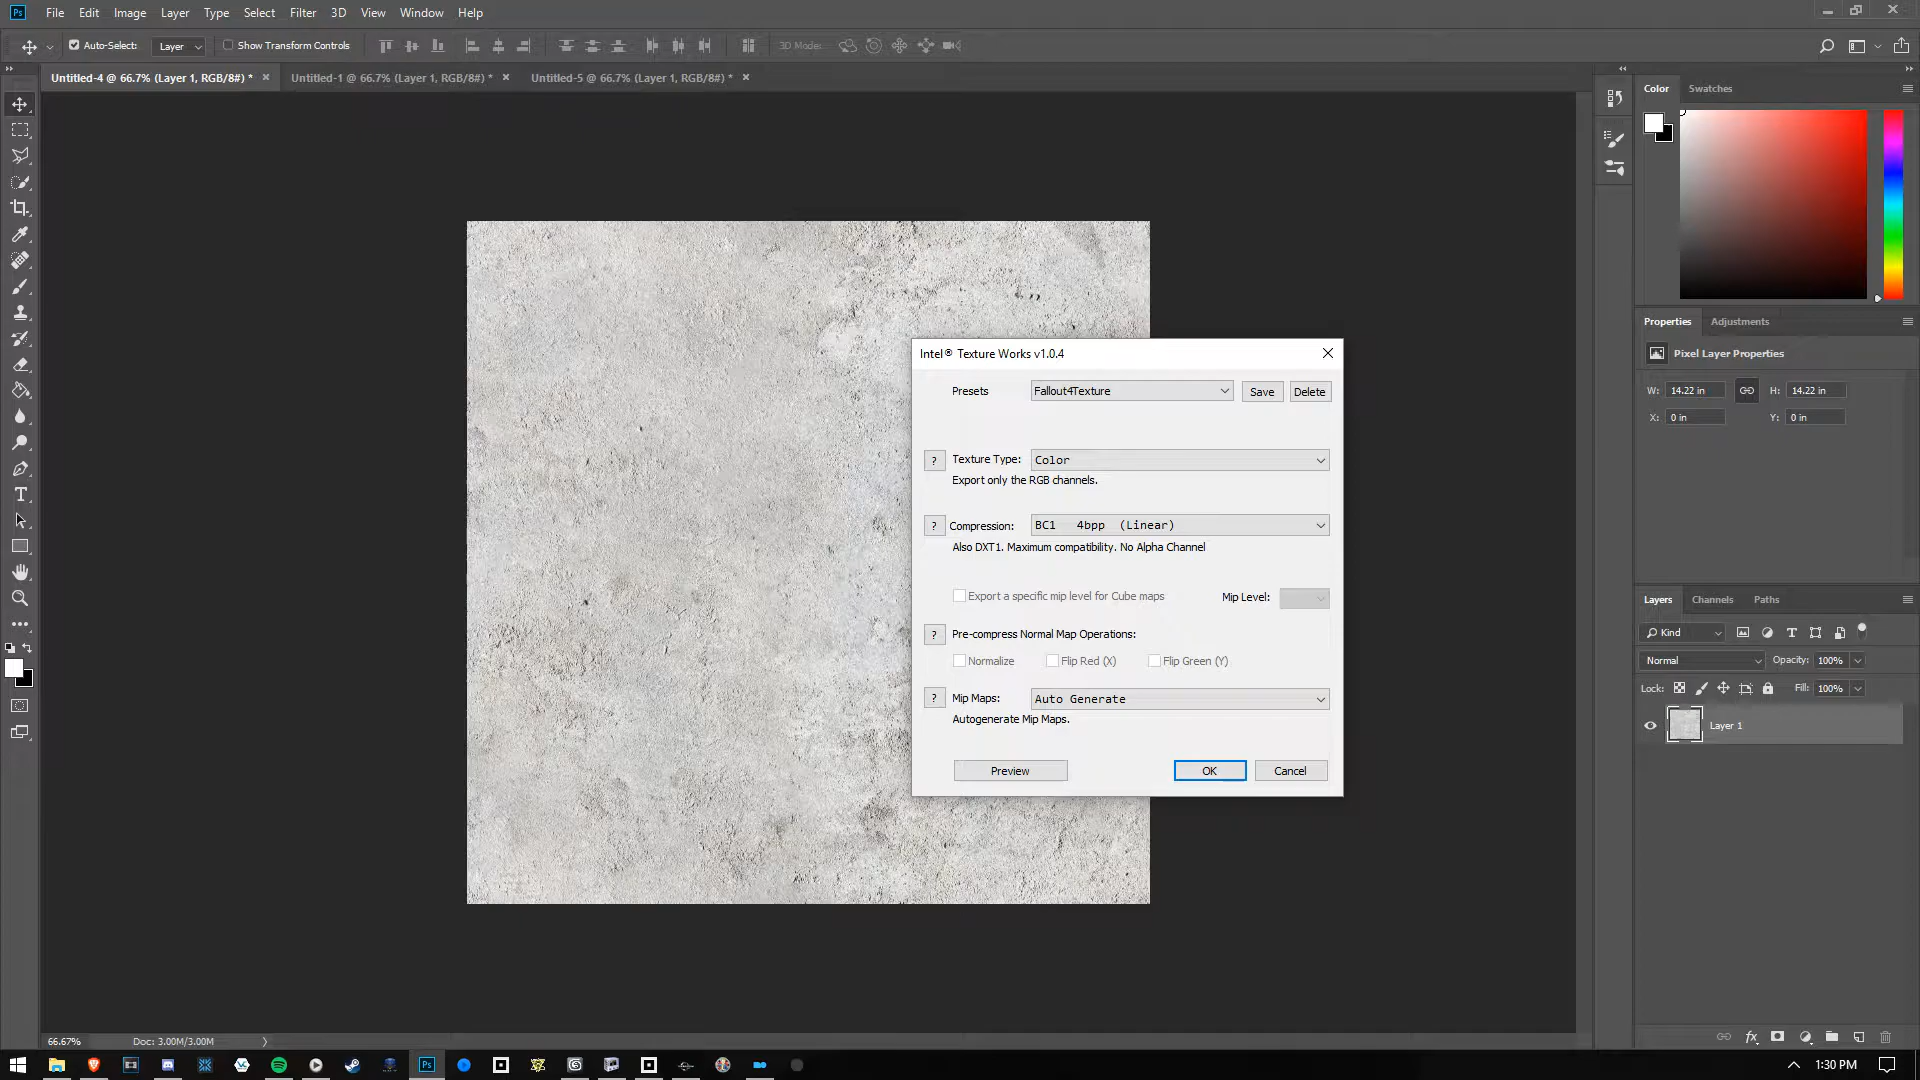 Ps File Edit Image Layer Type Select Filter 3D View Window Help
Auto-Select: Layer Show Transform Controls 3D Mode:
Untitled-4 @ 66.7% (Layer 1, RGB/8#) * Untitled-1 @ 66.7% (Layer 1, RGB/8#) * Untitled-5 @ 66.7% (Layer 1, RGB/8#) *
Color Swatches
Properties Adjustments
Pixel Layer Properties
W: 14.22 in H: 14.22 in
X: 0 in Y: 0 in
Intel® Texture Works v1.0.4
Presets Fallout4Texture Save Delete
? Texture Type: Color
Export only the RGB channels.
? Compression: BC1 4bpp (Linear)
Also DXT1. Maximum compatibility. No Alpha Channel
Export a specific mip level for Cube maps Mip Level:
? Pre-compress Normal Map Operations:
Normalize Flip Red (X) Flip Green (Y)
? Mip Maps: Auto Generate
Autogenerate Mip Maps.
Preview OK Cancel
Layers Channels Paths
Kind
Normal Opacity: 100%
Lock: Fill: 100%
Layer 1
fx
66.67% Doc: 3.00M/3.00M
Ps
1:30 PM